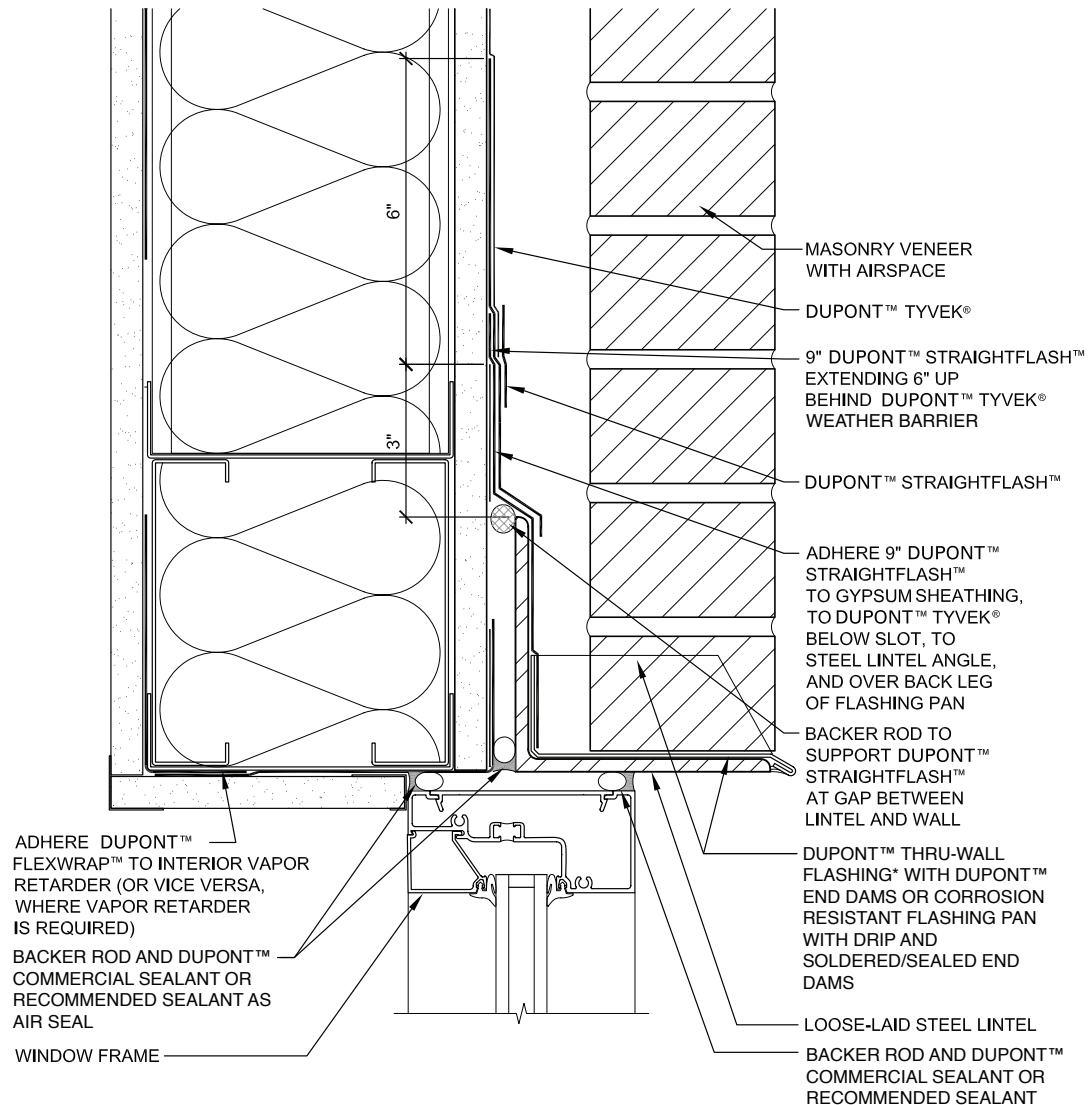 6"
3"
MASONRY VENEER
WITH AIRSPACE
DUPONT™ TYVEK®
9" DUPONT™ STRAIGHTFLASH™
EXTENDING 6" UP
BEHIND DUPONT™ TYVEK®
WEATHER BARRIER
DUPONT™ STRAIGHTFLASH™
ADHERE 9" DUPONT™
STRAIGHTFLASH™
TO GYPSUM SHEATHING,
TO DUPONT™ TYVEK®
BELOW SLOT, TO
STEEL LINTEL ANGLE,
AND OVER BACK LEG
OF FLASHING PAN
BACKER ROD TO
SUPPORT DUPONT™
STRAIGHTFLASH™
AT GAP BETWEEN
LINTEL AND WALL
DUPONT™ THRU-WALL
FLASHING* WITH DUPONT™
END DAMS OR CORROSION
RESISTANT FLASHING PAN
WITH DRIP AND
SOLDERED/SEALED END
DAMS
LOOSE-LAID STEEL LINTEL
BACKER ROD AND DUPONT™
COMMERCIAL SEALANT OR
RECOMMENDED SEALANT
ADHERE DUPONT™
FLEXWRAP™ TO INTERIOR VAPOR
RETARDER (OR VICE VERSA,
WHERE VAPOR RETARDER
IS REQUIRED)
BACKER ROD AND DUPONT™
COMMERCIAL SEALANT OR
RECOMMENDED SEALANT AS
AIR SEAL
WINDOW FRAME